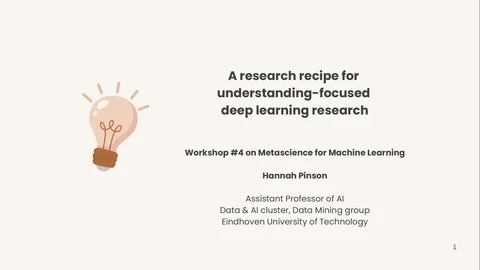 A research recipe for
understanding-focused
deep learning research
Workshop #4 on Metascience for Machine Learning
Hannah Pinson
Assistant Professor of AI
Data & AI cluster, Data Mining group
Eindhoven University of Technology
1